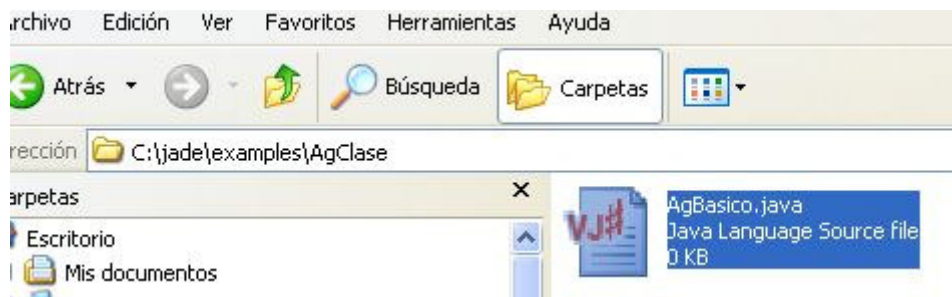 rchivo Edición Ver Favoritos Herramientas Ayuda
Atrás Búsqueda Carpetas
rección C:\jade\examples\AgClase
arpetas
Escritorio
Mis documentos
VJ#
AgBasico.java
Java Language Source file
0 KB